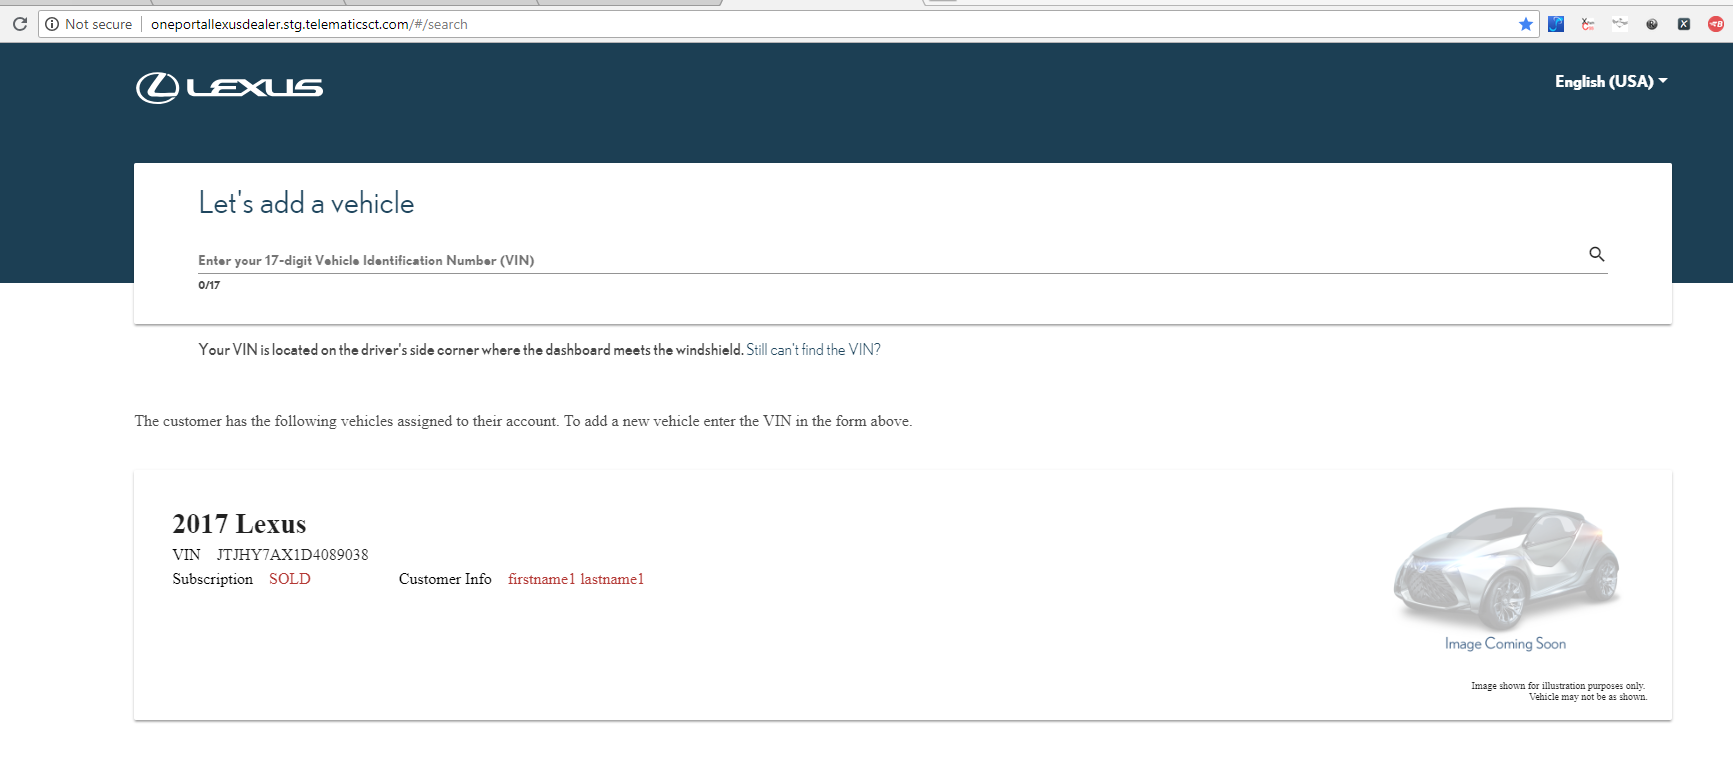 Not secure | oneportallexusdealer.stg.telematicsct.com/#/search
LEXUS
English (USA)
Let's add a vehicle
Enter your 17-digit Vehicle Identification Number (VIN)
0/17
Your VIN is located on the driver's side corner where the dashboard meets the windshield. Still can't find the VIN?
The customer has the following vehicles assigned to their account. To add a new vehicle enter the VIN in the form above.
2017 Lexus
VIN JTJHY7AX1D4089038
Subscription SOLD Customer Info firstname1 lastname1
Image Coming Soon
Image shown for illustration purposes only.
Vehicle may not be as shown.